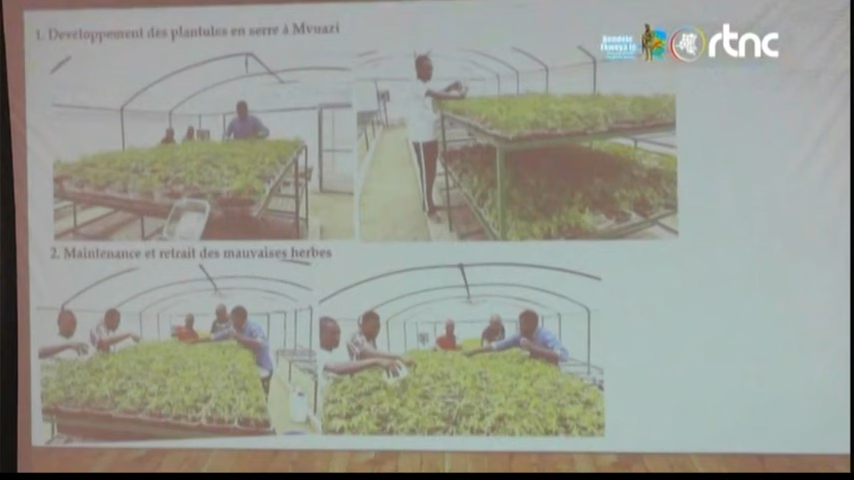 1. Developpement des plantules en serre à Mvuazi
rtnc
2. Maintenance et retrait des mauvaises herbes